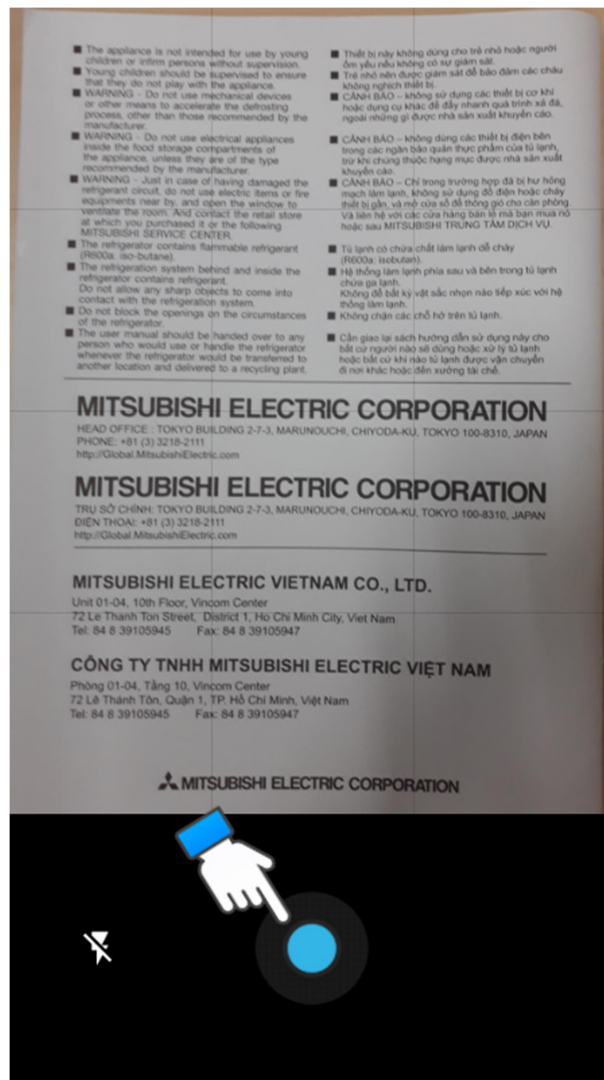 ■ The appliance is not intended for use by young
children or infirm persons without supervision.
■ Young children should be supervised to ensure
that they do not play with the appliance.
■ WARNING - Do not use mechanical devices
or other means to accelerate the defrosting
process, other than those recommended by the
manufacturer.
■ WARNING - Do not use electrical appliances
inside the food storage compartments of
the appliance, unless they are of the type
recommended by the manufacturer.
■ WARNING - Just in case of having damaged the
refrigerant circuit, do not use electric items or fire
equipments near by, and open the window to
ventilate the room. And contact the retail store
at which you purchased it or the following
MITSUBISHI SERVICE CENTER.
■ The refrigerator contains flammable refrigerant
(R600a: iso-butane).
■ The refrigeration system behind and inside the
refrigerator contains refrigerant.
Do not allow any sharp objects to come into
contact with the refrigeration system.
■ Do not block the openings on the circumstances
of the refrigerator.
■ The user manual should be handed over to any
person who would use or handle the refrigerator
whenever the refrigerator would be transferred to
another location and delivered to a recycling plant.
■ Thiết bị này không dùng cho trẻ nhỏ hoặc người
ốm yếu nếu không có sự giám sát.
■ Trẻ nhỏ nên được giám sát để bảo đảm các cháu
không nghịch thiết bị.
■ CẢNH BÁO – không sử dụng các thiết bị cơ khí
hoặc dụng cụ khác để đẩy nhanh quá trình xả đá,
ngoài những gì được nhà sản xuất khuyến cáo.
■ CẢNH BÁO – không dùng các thiết bị điện bên
trong các ngăn bảo quản thực phẩm của tủ lạnh,
trừ khi chúng thuộc hạng mục được nhà sản xuất
khuyến cáo.
■ CẢNH BÁO – Chỉ trong trường hợp đã bị hư hỏng
mạch làm lạnh, không sử dụng đồ điện hoặc cháy
thiết bị gần, và mở cửa sổ để thông gió cho căn phòng.
Và liên hệ với các cửa hàng bán lẻ mà bạn mua nó
hoặc sau MITSUBISHI TRUNG TÂM DỊCH VỤ.
■ Tủ lạnh có chứa chất làm lạnh dễ cháy
(R600a: isobutan).
■ Hệ thống làm lạnh phía sau và bên trong tủ lạnh
chứa ga lạnh.
Không để bất kỳ vật sắc nhọn nào tiếp xúc với hệ
thống làm lạnh.
■ Không chặn các chỗ hở trên tủ lạnh.
■ Cần giao lại sách hướng dẫn sử dụng này cho
bất cứ người nào sẽ dùng hoặc xử lý tủ lạnh
hoặc bất cứ khi nào tủ lạnh được vận chuyển
đi nơi khác hoặc đến xưởng tái chế.
MITSUBISHI ELECTRIC CORPORATION
HEAD OFFICE : TOKYO BUILDING 2-7-3, MARUNOUCHI, CHIYODA-KU, TOKYO 100-8310, JAPAN
PHONE: +81 (3) 3218-2111
http://Global.MitsubishiElectric.com
MITSUBISHI ELECTRIC CORPORATION
TRỤ SỞ CHÍNH: TOKYO BUILDING 2-7-3, MARUNOUCHI, CHIYODA-KU, TOKYO 100-8310, JAPAN
ĐIỆN THOẠI: +81 (3) 3218-2111
http://Global.MitsubishiElectric.com
MITSUBISHI ELECTRIC VIETNAM CO., LTD.
Unit 01-04, 10th Floor, Vincom Center
72 Le Thanh Ton Street, District 1, Ho Chi Minh City, Viet Nam
Tel: 84 8 39105945 Fax: 84 8 39105947
CÔNG TY TNHH MITSUBISHI ELECTRIC VIỆT NAM
Phòng 01-04, Tầng 10, Vincom Center
72 Lê Thánh Tôn, Quận 1, TP. Hồ Chí Minh, Việt Nam
Tel: 84 8 39105945 Fax: 84 8 39105947
MITSUBISHI ELECTRIC CORPORATION